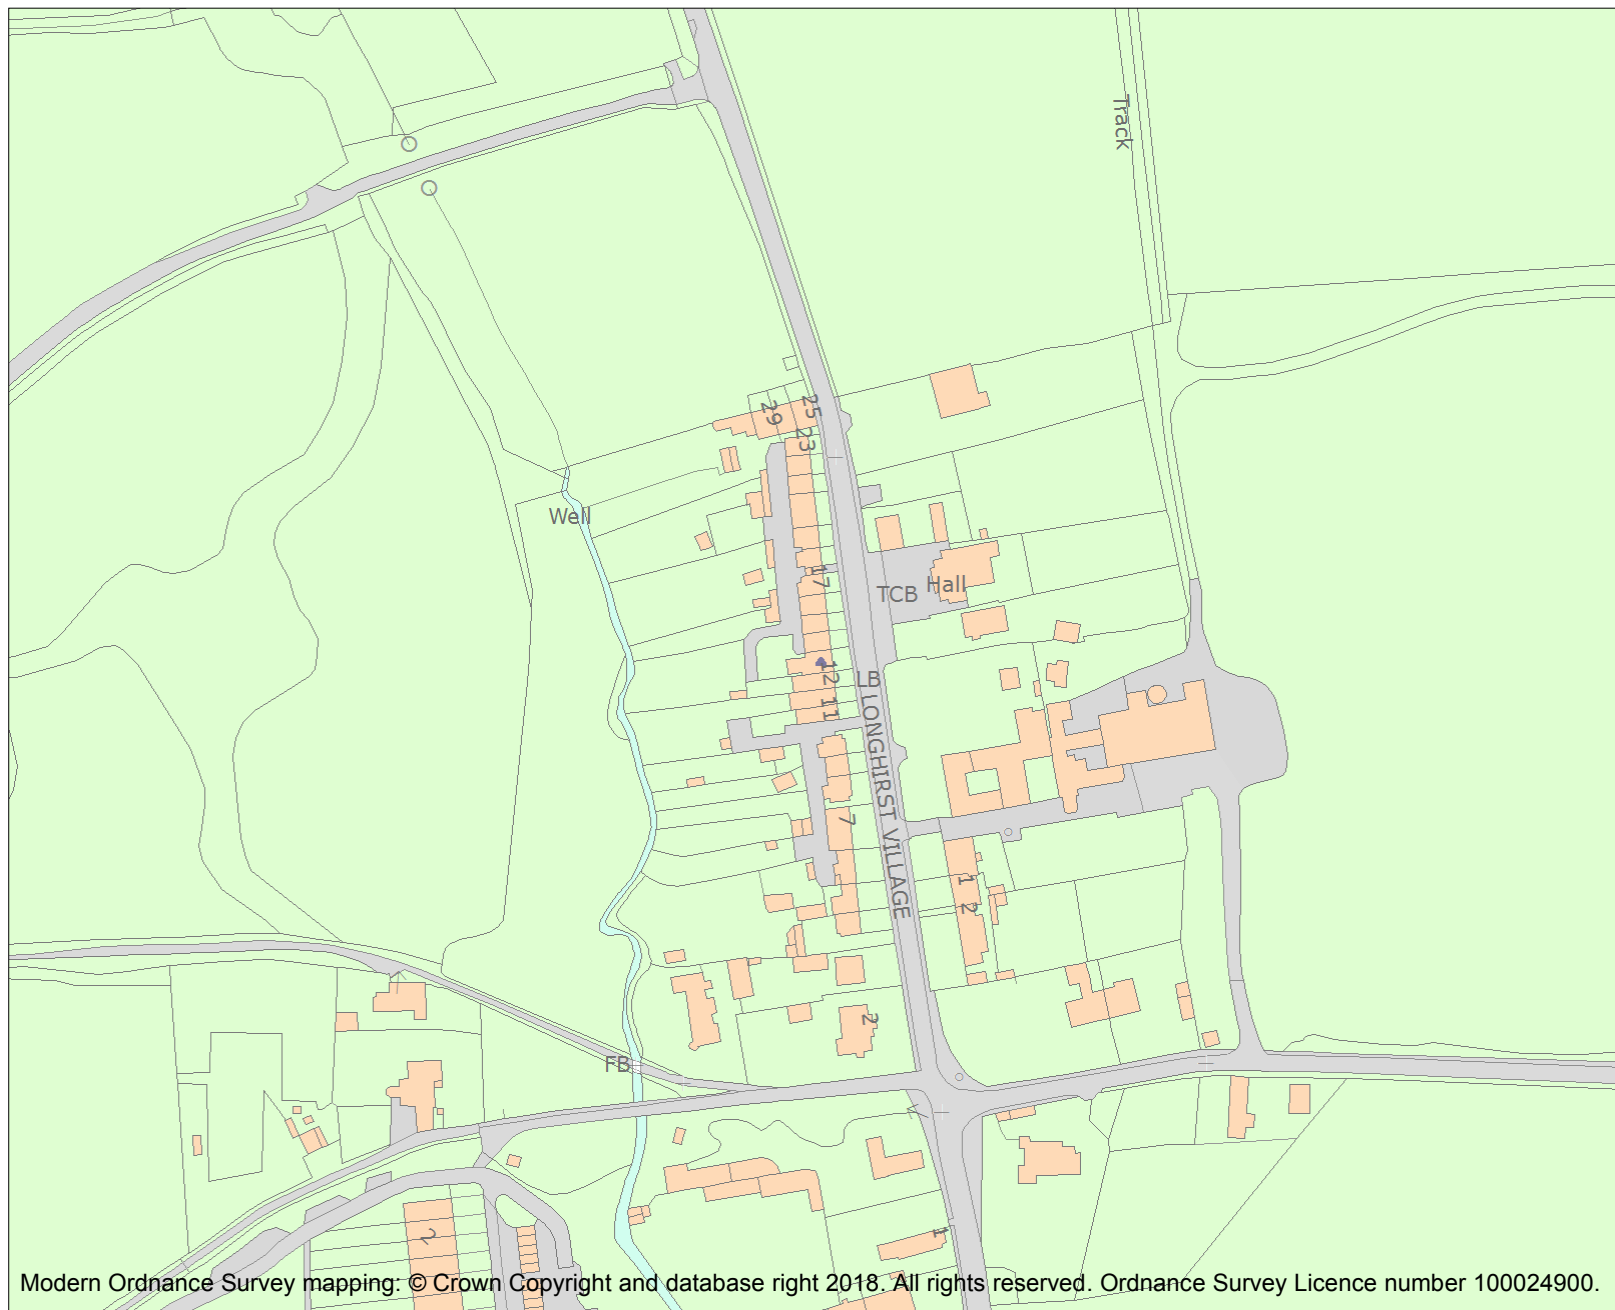 Track
29
25
23
Well
17
TCB
Hall
12
11
LB
LONGHIRST VILLAGE
7
1
2
2
FB
2
1
Modern Ordnance Survey mapping: © Crown Copyright and database right 2018. All rights reserved. Ordnance Survey Licence number 100024900.